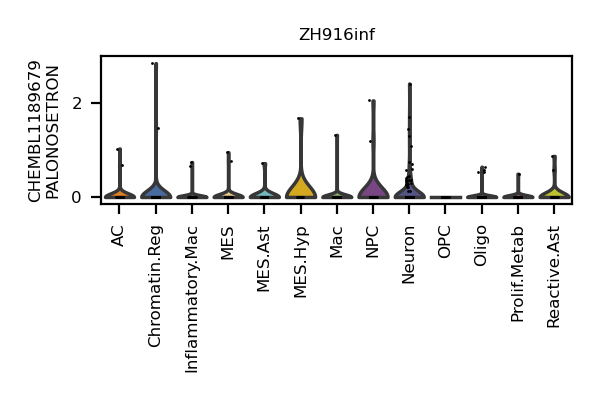 ZH916inf
CHEMBL1189679
PALONOSETRON
2
0
AC
Chromatin.Reg
Inflammatory.Mac
MES
MES.Ast
MES.Hyp
Mac
NPC
Neuron
OPC
Oligo
Prolif.Metab
Reactive.Ast